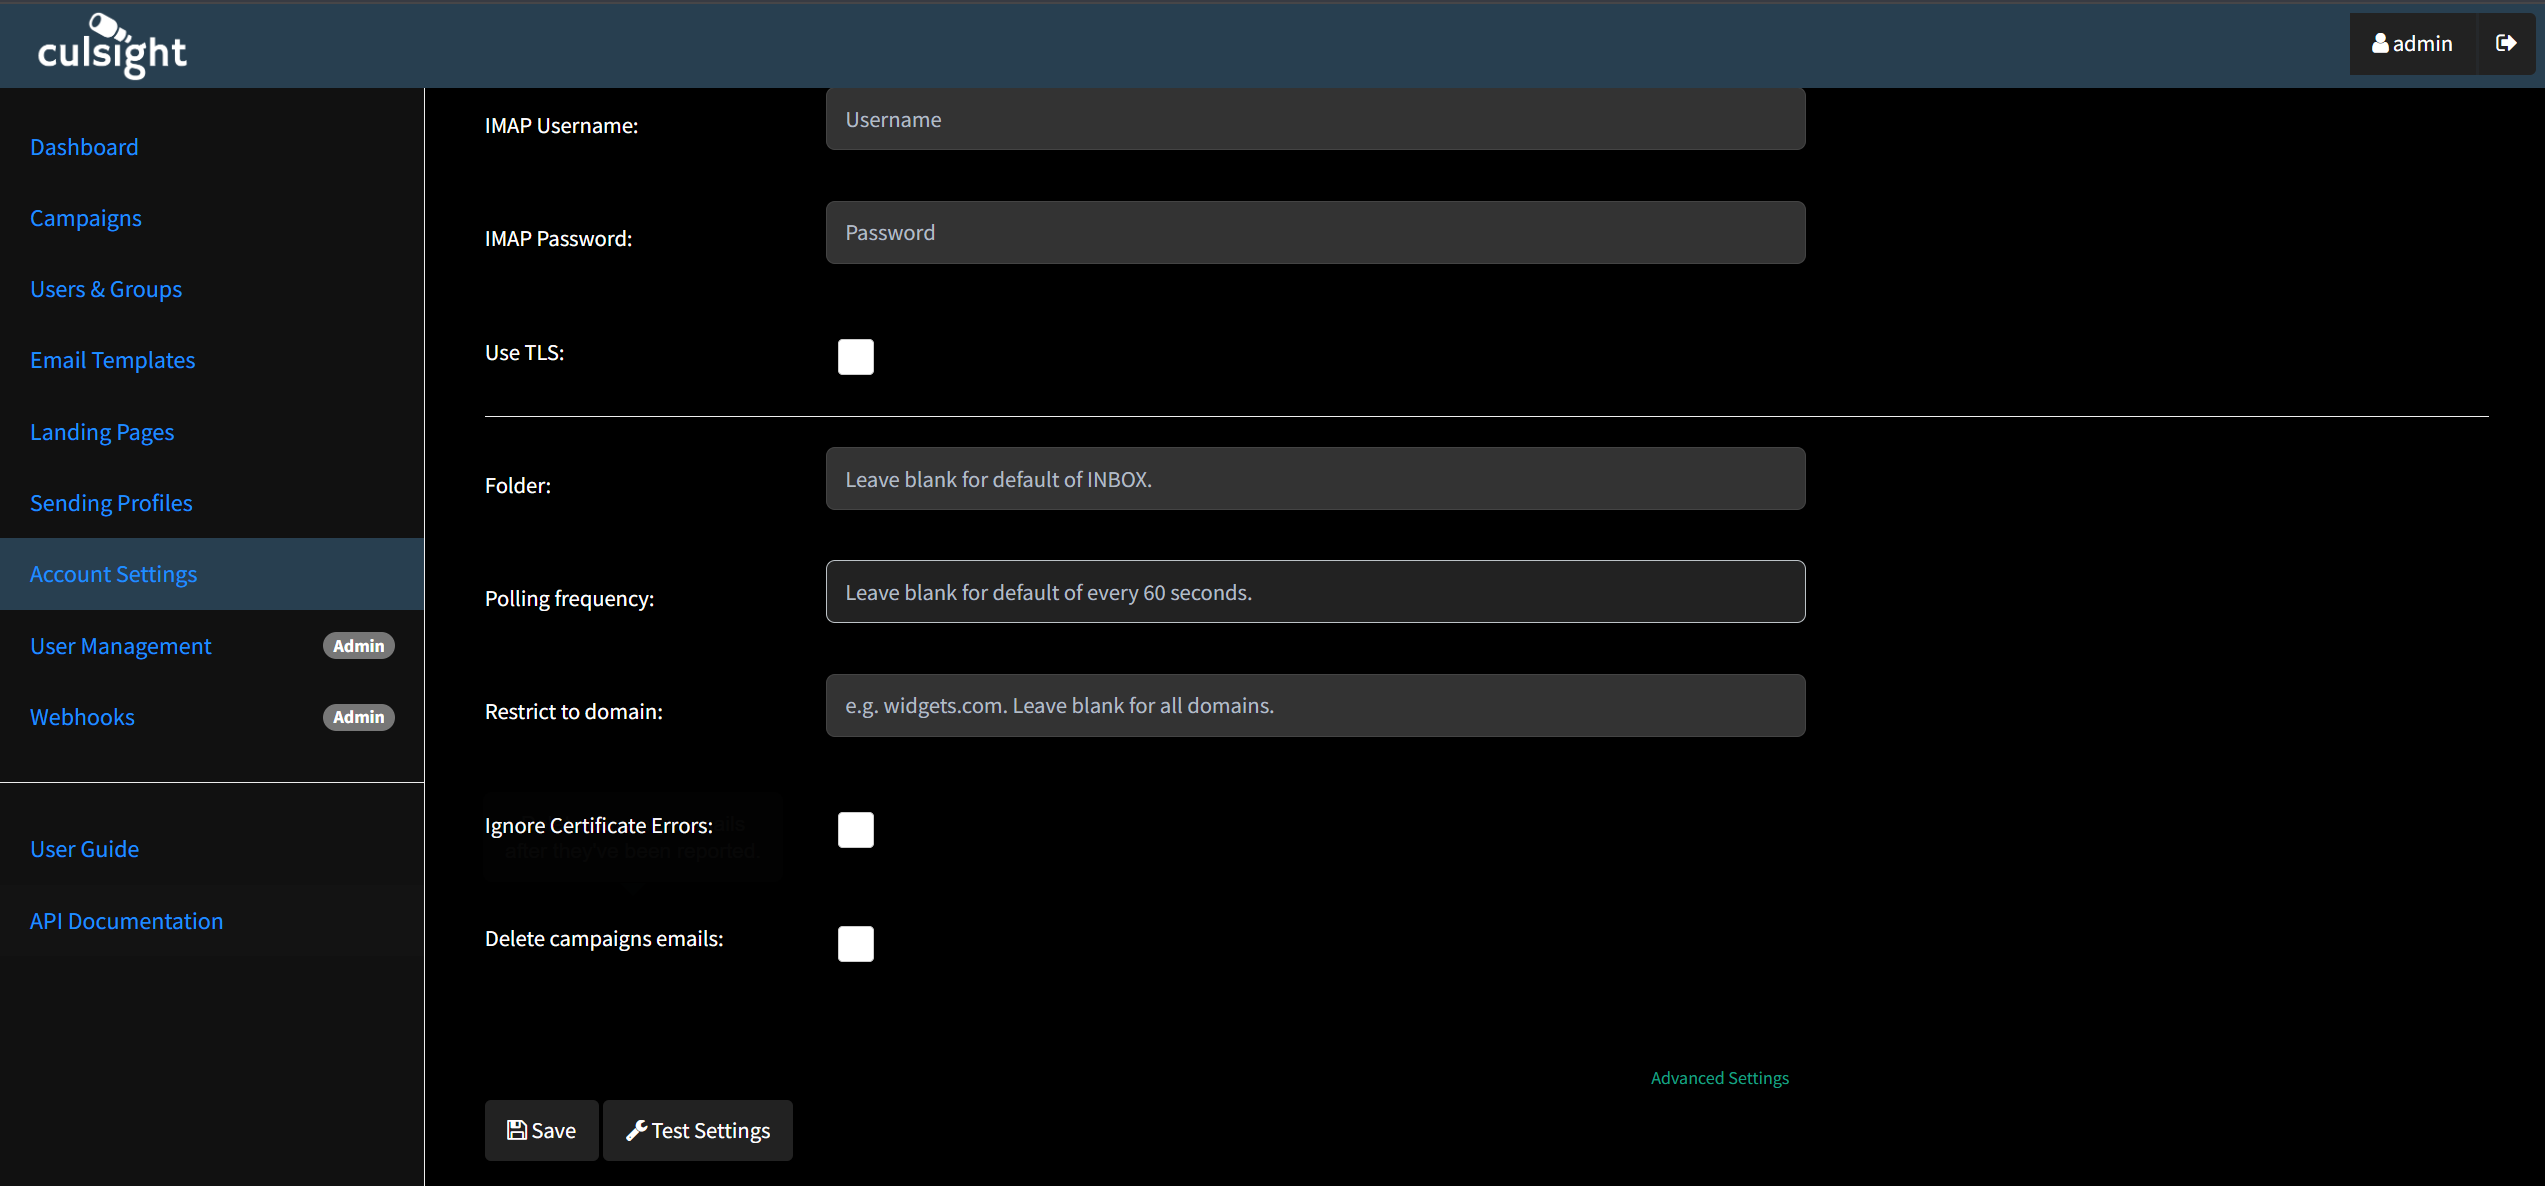 culsight
admin
Dashboard
Campaigns
Users & Groups
Email Templates
Landing Pages
Sending Profiles
Account Settings
User Management Admin
Webhooks Admin
User Guide
API Documentation
IMAP Username: Username
IMAP Password: Password
Use TLS:
Folder: Leave blank for default of INBOX.
Polling frequency: Leave blank for default of every 60 seconds.
Restrict to domain: e.g. widgets.com. Leave blank for all domains.
Ignore Certificate Errors:
after they've been reported.
Delete campaigns emails:
Advanced Settings
Save Test Settings